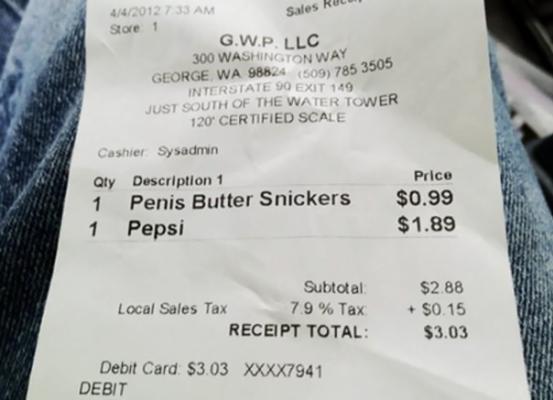 4/4/2012 7:33 AM Sales Rece
Store: 1
G.W.P. LLC
300 WASHINGTON WAY
GEORGE, WA 98824 (509) 785 3505
INTERSTATE 90 EXIT 149
JUST SOUTH OF THE WATER TOWER
120' CERTIFIED SCALE
Cashier: Sysadmin
Qty Description 1 Price
1 Penis Butter Snickers $0.99
1 Pepsi $1.89
Subtotal: $2.88
Local Sales Tax 7.9 % Tax: + $0.15
RECEIPT TOTAL: $3.03
Debit Card: $3.03 XXXX7941
DEBIT